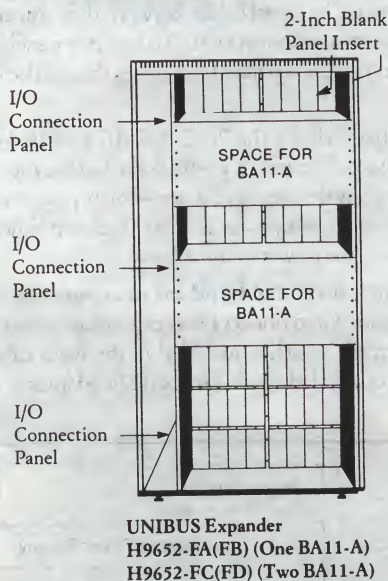 2-Inch Blank
Panel Insert
I/O
Connection
Panel
SPACE FOR
BA11-A
I/O
Connection
Panel
SPACE FOR
BA11-A
I/O
Connection
Panel
UNIBUS Expander
H9652-FA(FB) (One BA11-A)
H9652-FC(FD) (Two BA11-A)